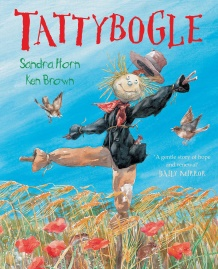 TATTYBOGLE
Sandra Horn
Ken Brown
"A gentle story of hope
and renewal"
DAILY MIRROR